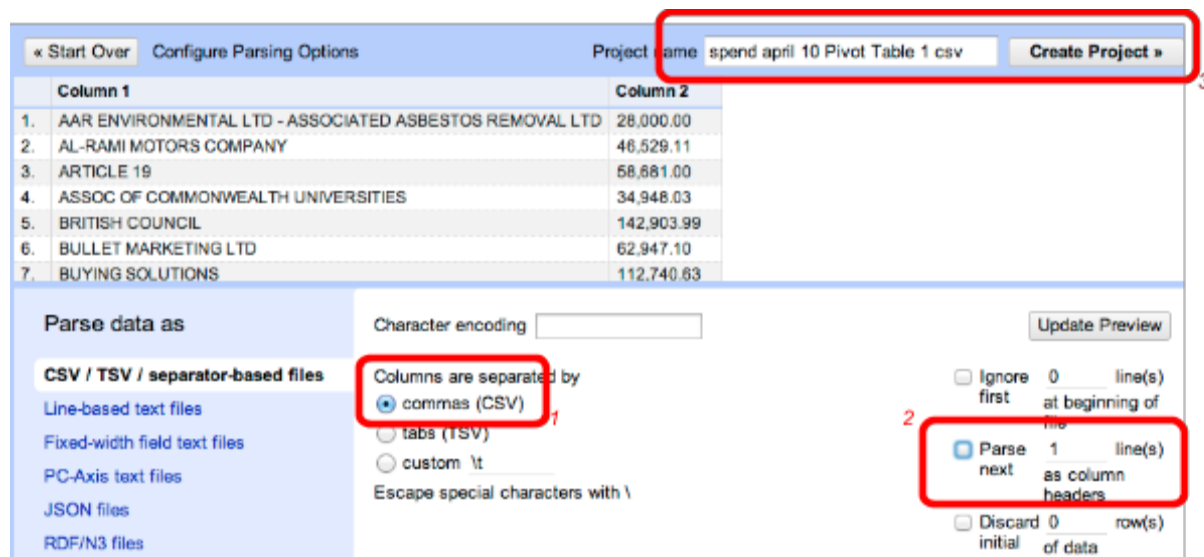 « Start Over Configure Parsing Options Project name spend april 10 Pivot Table 1 csv Create Project »
3
Column 1 Column 2
1. AAR ENVIRONMENTAL LTD - ASSOCIATED ASBESTOS REMOVAL LTD 28,000.00
2. AL-RAMI MOTORS COMPANY 46,529.11
3. ARTICLE 19 58,681.00
4. ASSOC OF COMMONWEALTH UNIVERSITIES 34,948.03
5. BRITISH COUNCIL 142,903.99
6. BULLET MARKETING LTD 62,947.10
7. BUYING SOLUTIONS 112,740.63
Parse data as
CSV / TSV / separator-based files
Line-based text files
Fixed-width field text files
PC-Axis text files
JSON files
RDF/N3 files
Character encoding
Update Preview
Columns are separated by
commas (CSV)
1
tabs (TSV)
custom \t
Escape special characters with \
Ignore 0 line(s)
first at beginning of
file
2
Parse 1 line(s)
next as column
headers
Discard 0 row(s)
initial of data